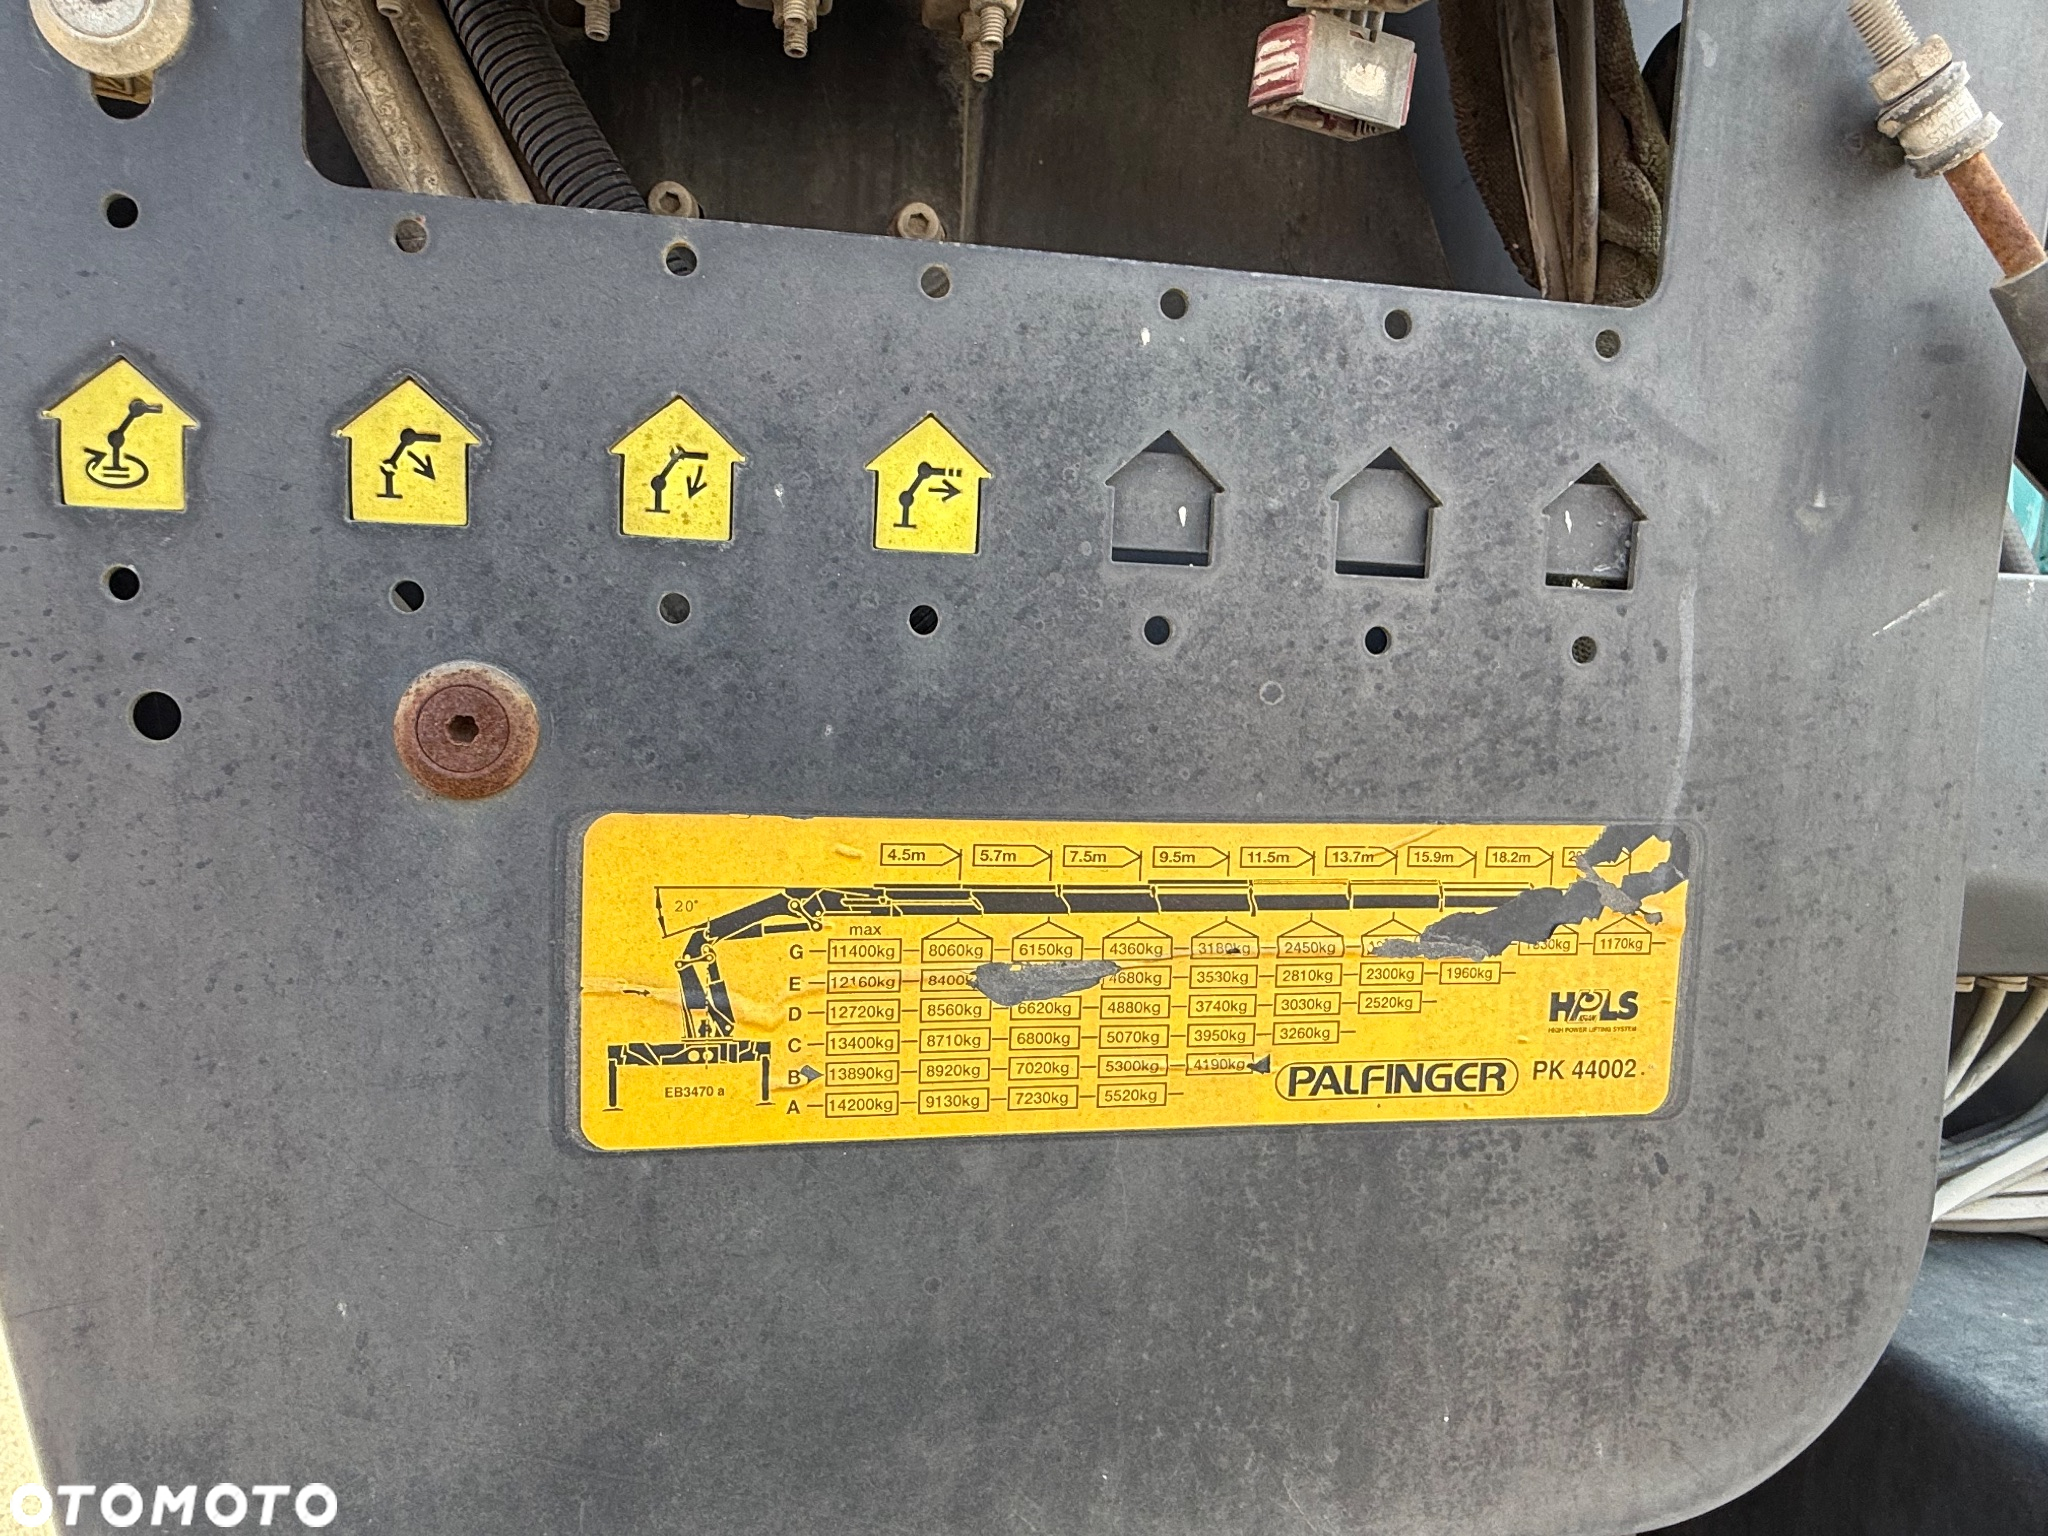 4.5m 5.7m 7.5m 9.5m 11.5m 13.7m 15.9m 18.2m
20°
max
G 11400kg 8060kg 6150kg 4360kg 3180kg 2450kg 1170kg
E 12160kg 8400kg 4680kg 3530kg 2810kg 2300kg 1960kg
D 12720kg 8560kg 6620kg 4880kg 3740kg 3030kg 2520kg
C 13400kg 8710kg 6800kg 5070kg 3950kg 3260kg
B 13890kg 8920kg 7020kg 5300kg 4190kg
A 14200kg 9130kg 7230kg 5520kg
EB3470 a
HPLS
HIGH POWER LIFTING SYSTEM
PALFINGER PK 44002
OTOMOTO